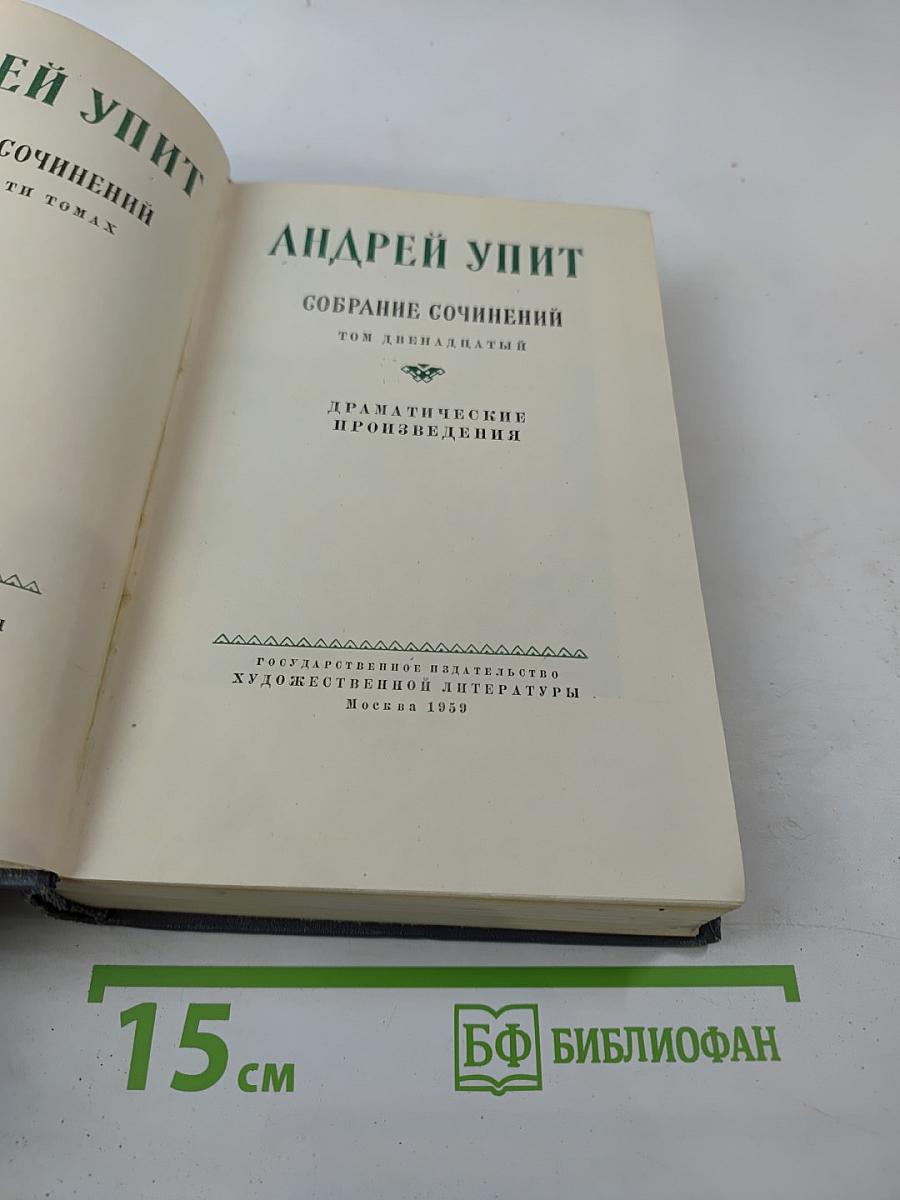 ЕЙ УПИТ
СОЧИНЕНИЙ
ТИ ТОМАХ
АНДРЕЙ УПИТ
СОБРАНИЕ СОЧИНЕНИЙ
ТОМ ДВЕНАДЦАТЫЙ
ДРАМАТИЧЕСКИЕ
ПРОИЗВЕДЕНИЯ
ГОСУДАРСТВЕННОЕ ИЗДАТЕЛЬСТВО
ХУДОЖЕСТВЕННОЙ ЛИТЕРАТУРЫ
Москва 1959
15 см
БФ БИБЛИОФАН